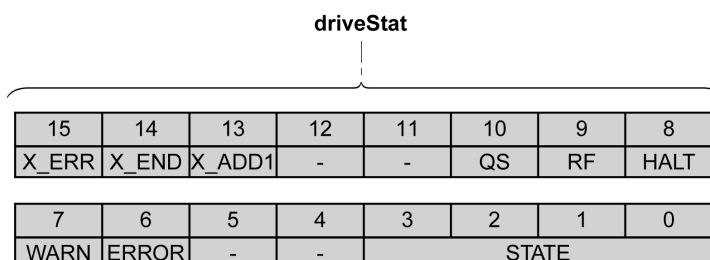 driveStat
15 14 13 12 11 10 9 8
X_ERR X_END X_ADD1 - - QS RF HALT
7 6 5 4 3 2 1 0
WARN ERROR - - STATE